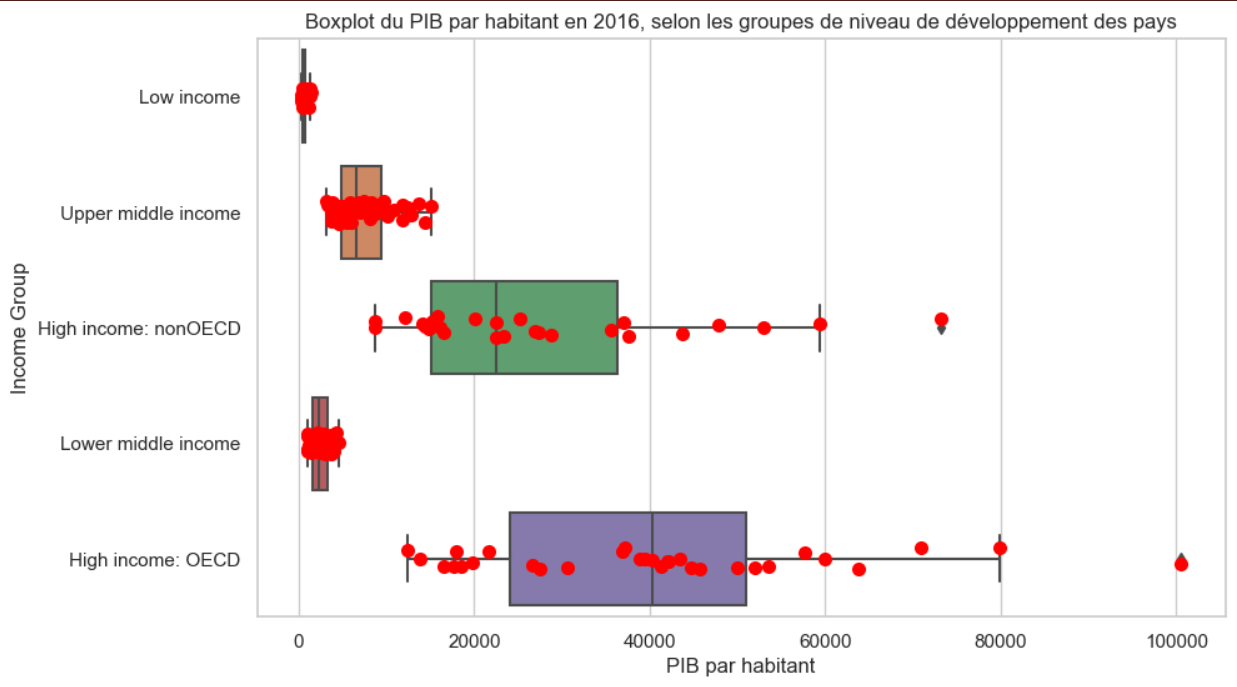 Boxplot du PIB par habitant en 2016, selon les groupes de niveau de développement des pays
Income Group
Low income
Upper middle income
High income: nonOECD
Lower middle income
High income: OECD
0 20000 40000 60000 80000 100000
PIB par habitant